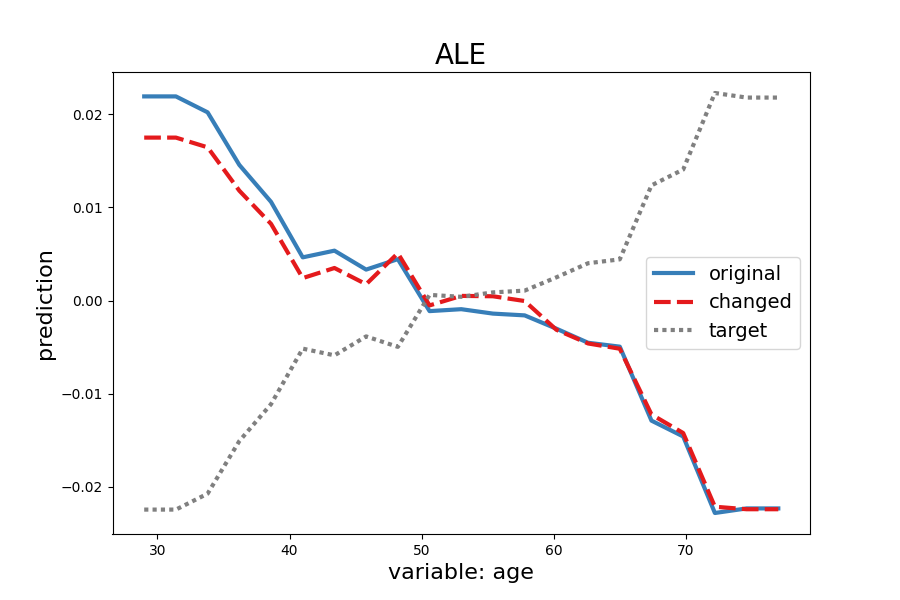 ALE
prediction
0.02
0.01
0.00
−0.01
−0.02
original
changed
target
30 40 50 60 70
variable: age